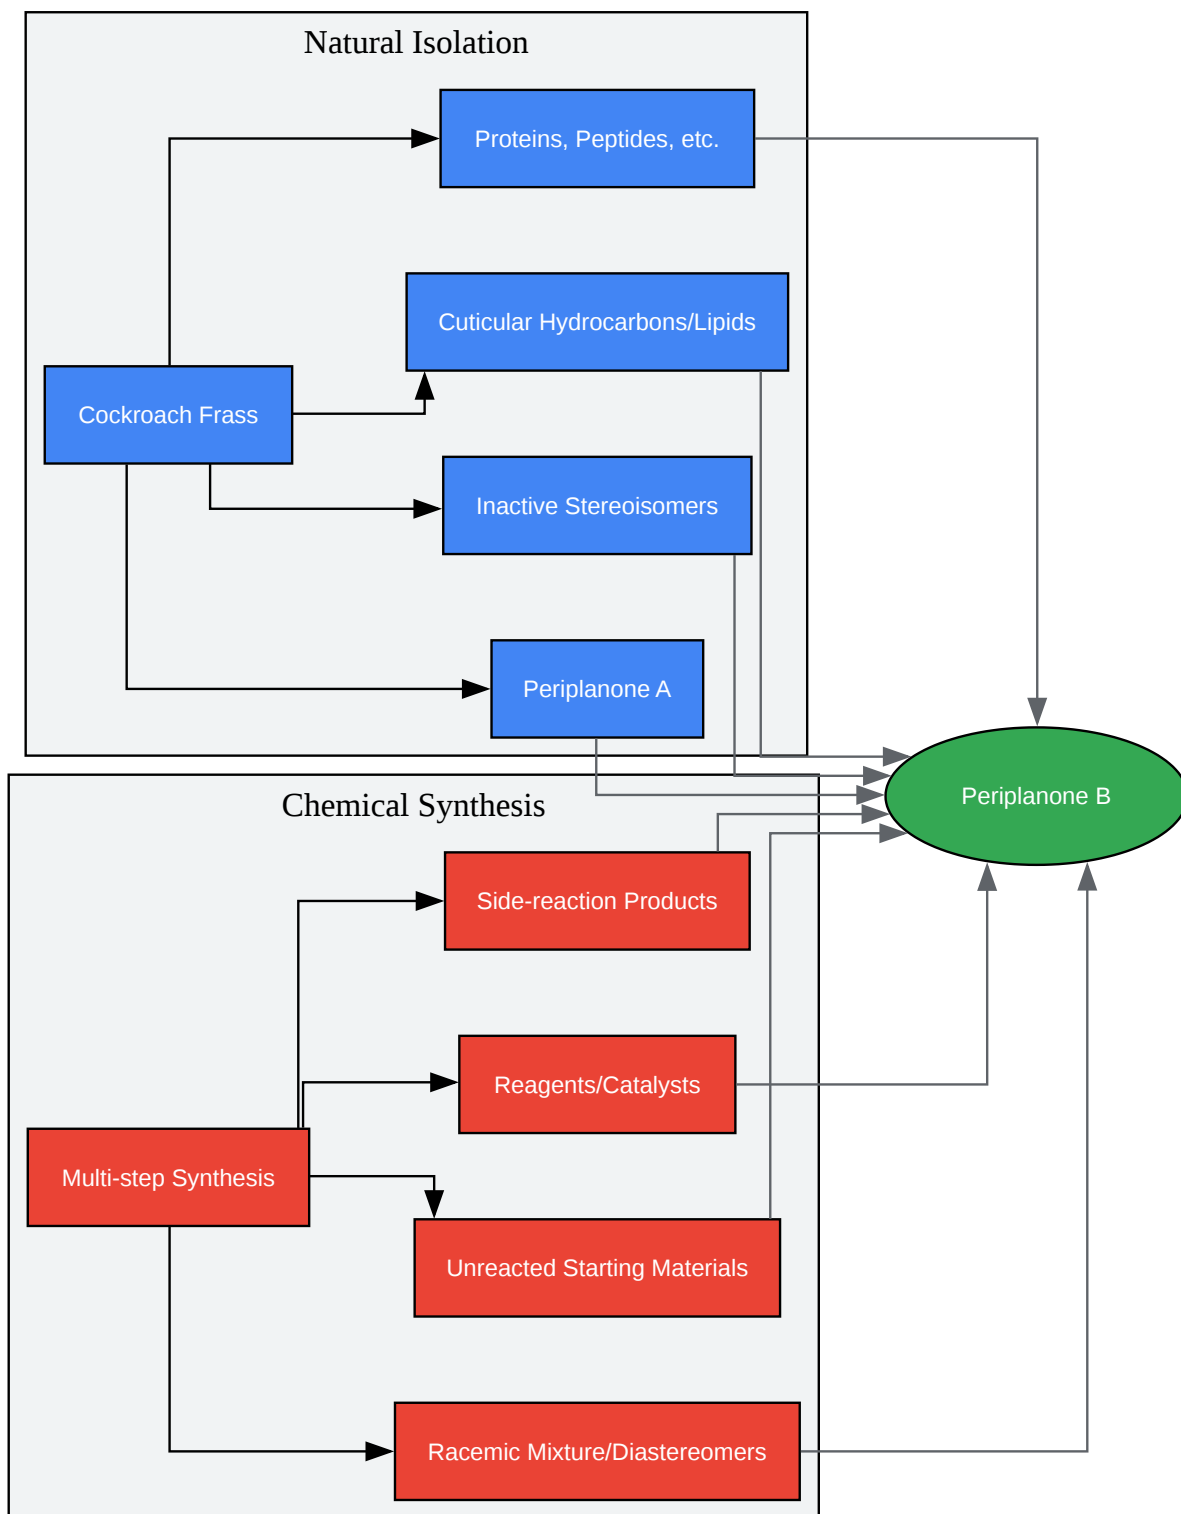 Natural Isolation
Proteins, Peptides, etc.
Cuticular Hydrocarbons/Lipids
Cockroach Frass
Inactive Stereoisomers
Periplanone A
Periplanone B
Chemical Synthesis
Side-reaction Products
Reagents/Catalysts
Multi-step Synthesis
Unreacted Starting Materials
Racemic Mixture/Diastereomers